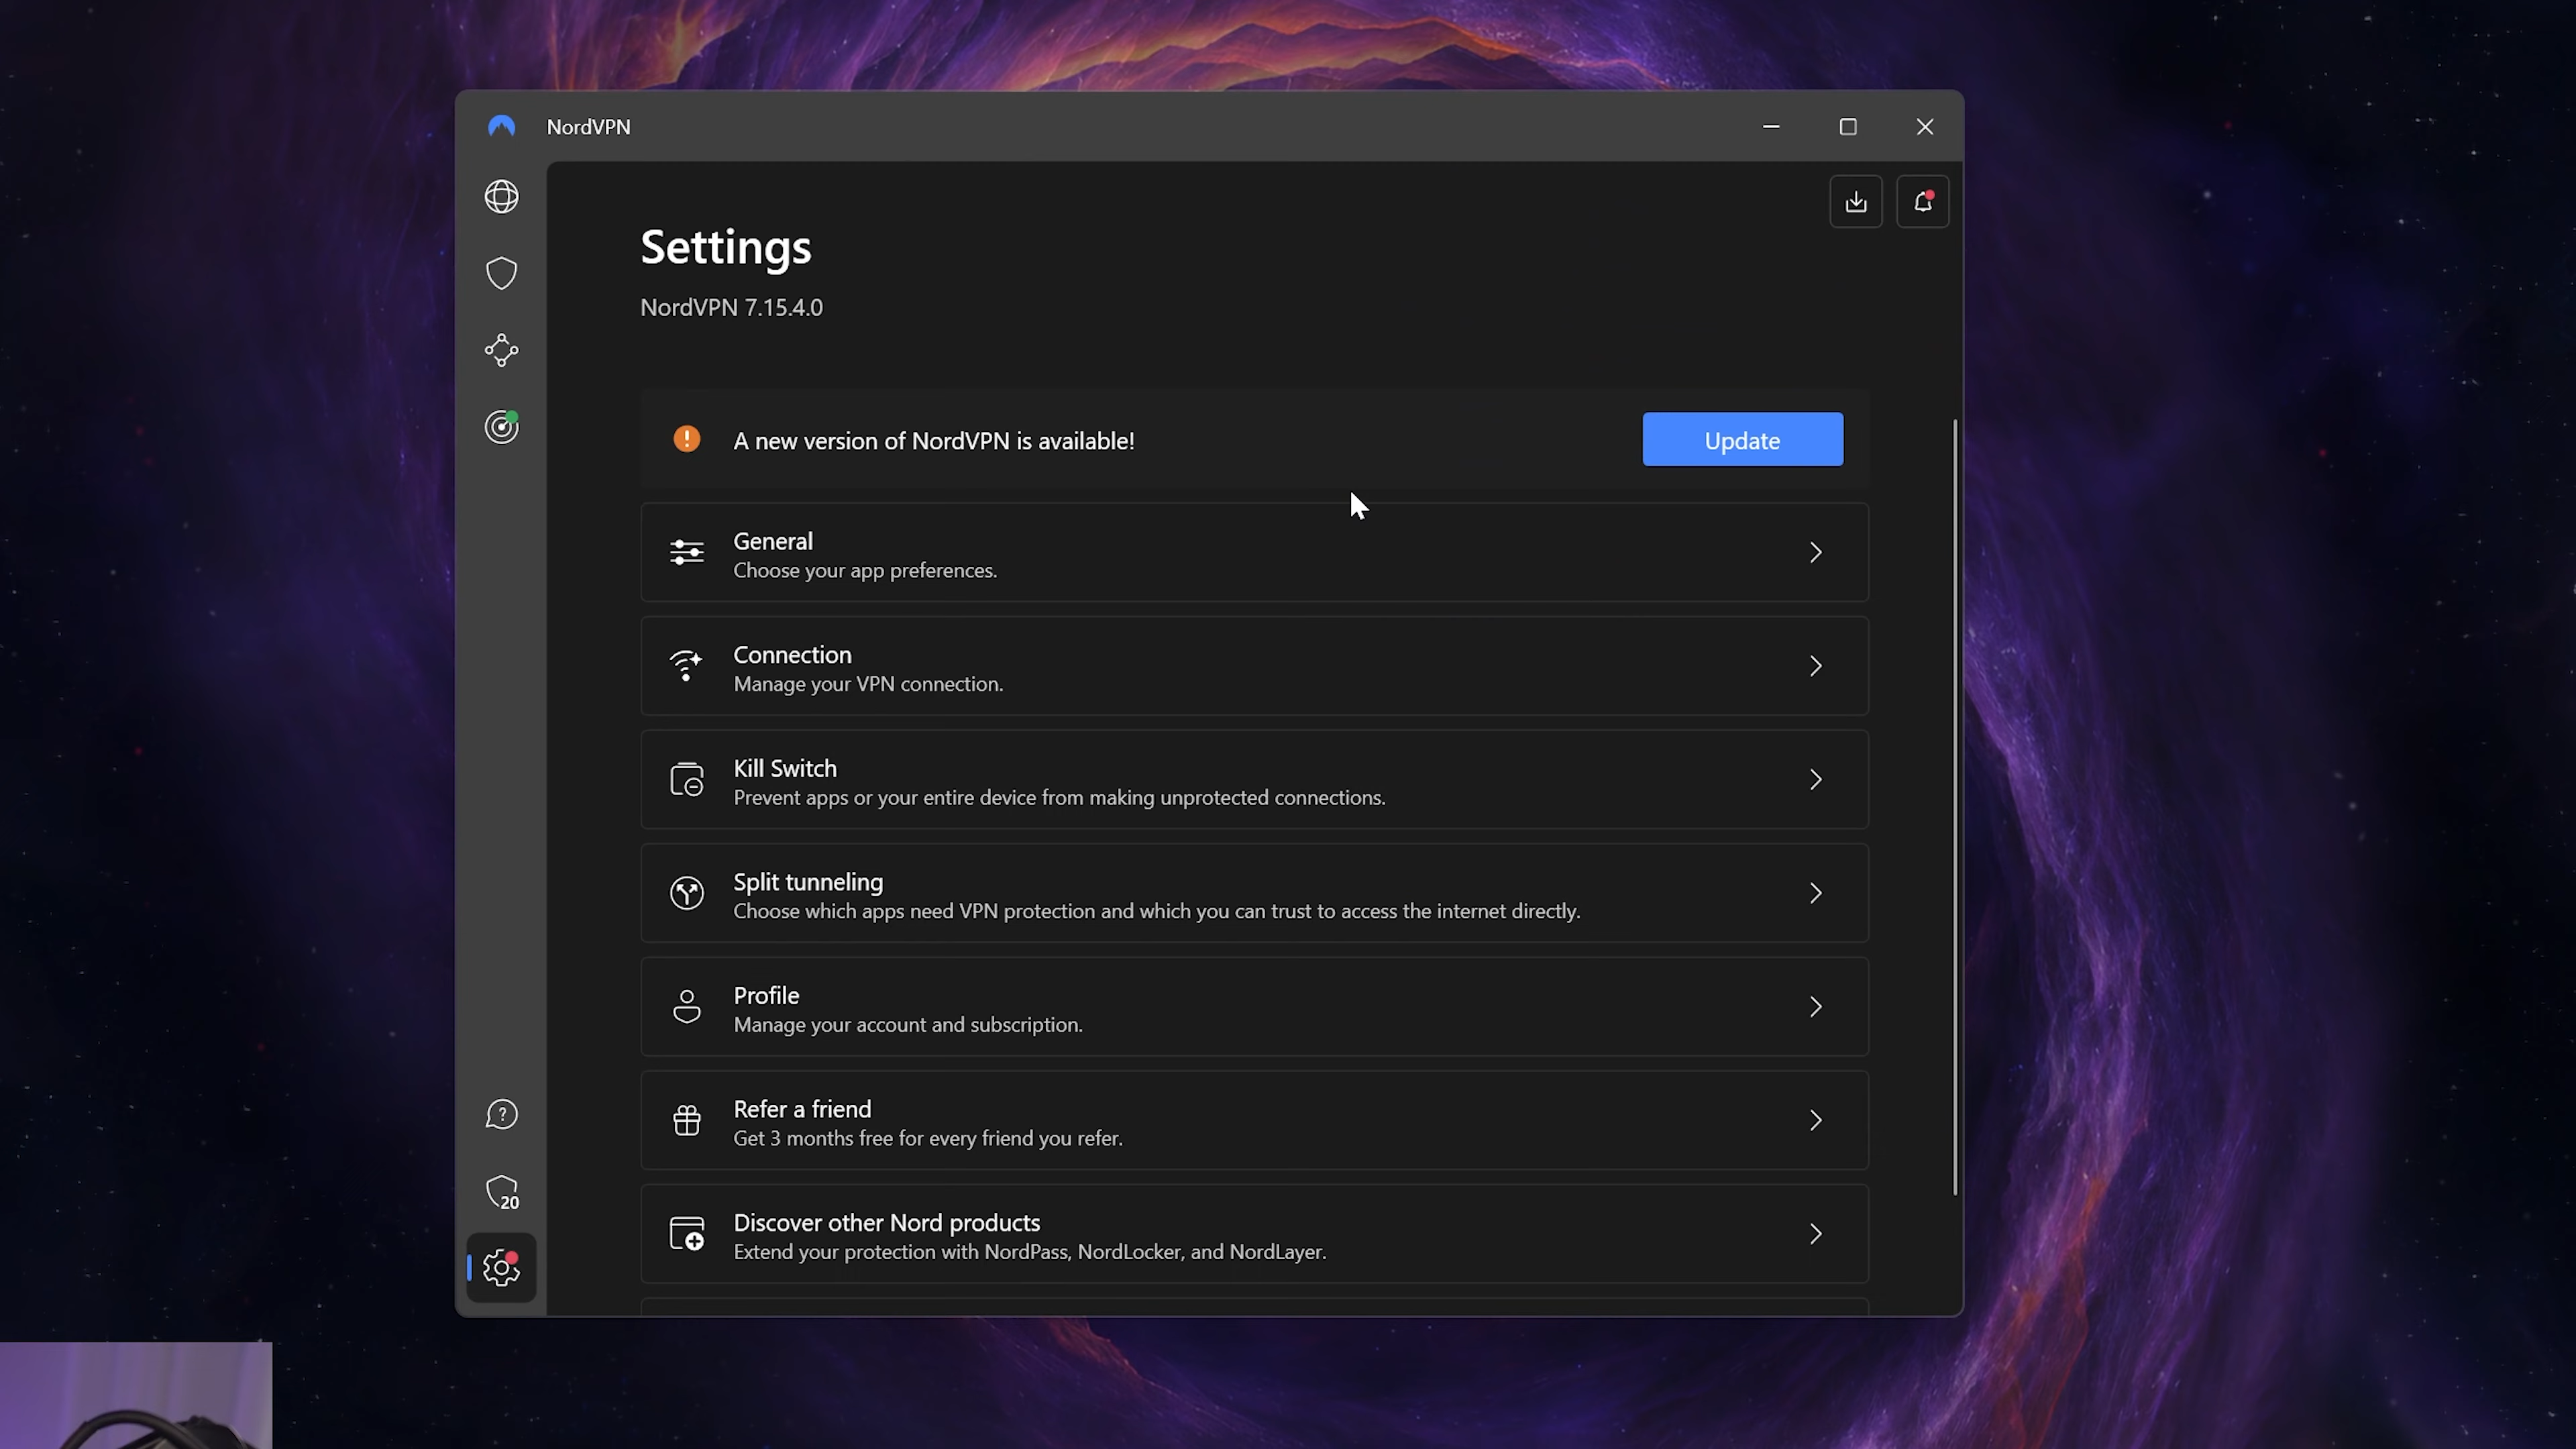 NordVPN
Settings
NordVPN 7.15.4.0
A new version of NordVPN is available!
Update
General
Choose your app preferences.
Connection
Manage your VPN connection.
Kill Switch
Prevent apps or your entire device from making unprotected connections.
Split tunneling
Choose which apps need VPN protection and which you can trust to access the internet directly.
Profile
Manage your account and subscription.
Refer a friend
Get 3 months free for every friend you refer.
20
Discover other Nord products
Extend your protection with NordPass, NordLocker, and NordLayer.